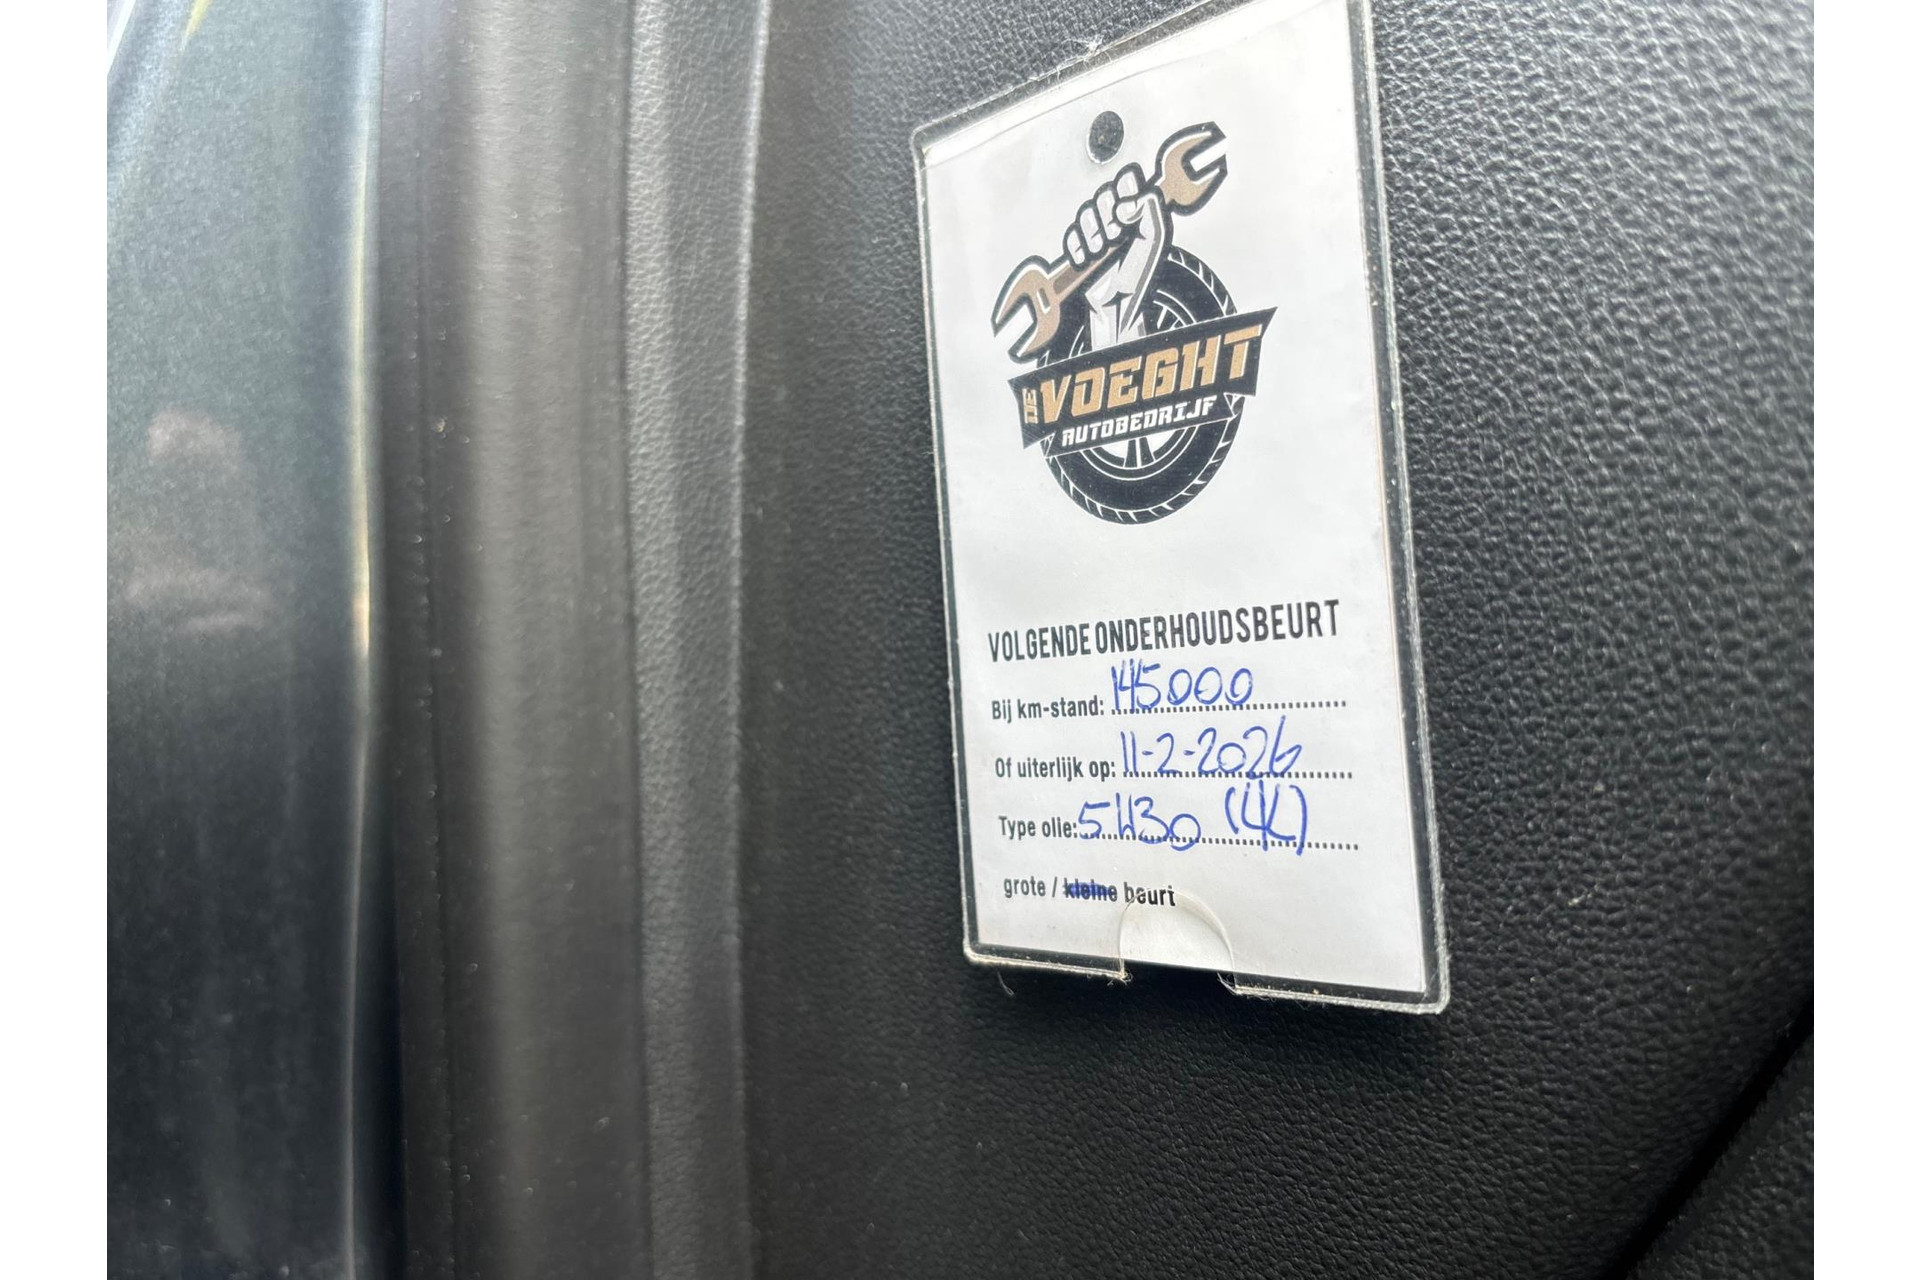 DE VOEGHT
AUTOBEDRIJF
VOLGENDE ONDERHOUDSBEURT
Bij km-stand: 145000
Of uiterlijk op: 11-2-2026
Type olie: 5W30 (4L)
grote / kleine beurt